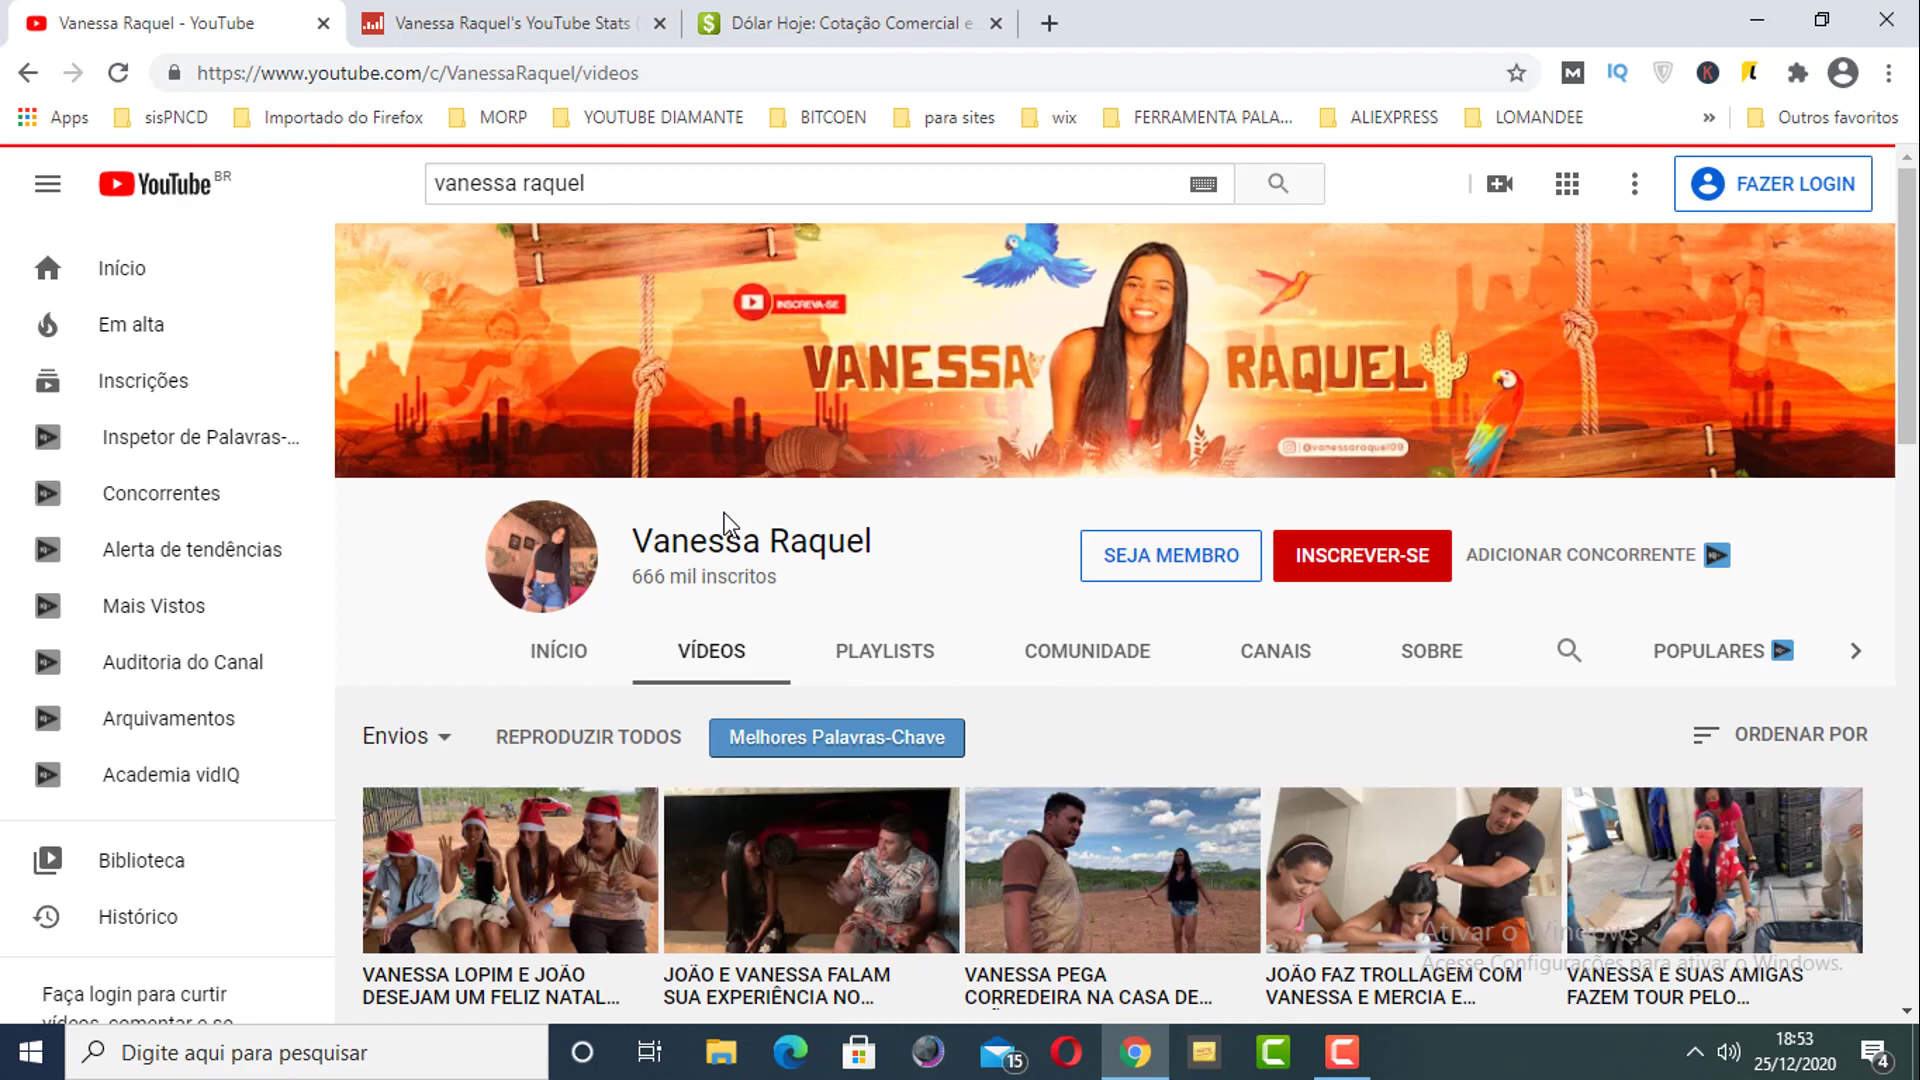 Vanessa Raquel - YouTube
Vanessa Raquel's YouTube Stats (
Dólar Hoje: Cotação Comercial e
https://www.youtube.com/c/VanessaRaquel/videos
Apps
sisPNCD
Importado do Firefox
MORP
YOUTUBE DIAMANTE
BITCOEN
para sites
wix
FERRAMENTA PALA...
ALIEXPRESS
LOMANDEE
Outros favoritos
YouTube BR
vanessa raquel
FAZER LOGIN
Início
Em alta
Inscrições
Inspetor de Palavras-...
Concorrentes
Alerta de tendências
Mais Vistos
Auditoria do Canal
Arquivamentos
Academia vidIQ
Biblioteca
Histórico
Faça login para curtir
vídeos, comentar e se
INSCREVA-SE
VANESSA RAQUEL
@vanessaraquel09
Vanessa Raquel
666 mil inscritos
SEJA MEMBRO
INSCREVER-SE
ADICIONAR CONCORRENTE
INÍCIO
VÍDEOS
PLAYLISTS
COMUNIDADE
CANAIS
SOBRE
POPULARES
Envios
REPRODUZIR TODOS
Melhores Palavras-Chave
ORDENAR POR
VANESSA LOPIM E JOÃO
DESEJAM UM FELIZ NATAL...
JOÃO E VANESSA FALAM
SUA EXPERIÊNCIA NO...
VANESSA PEGA
CORREDEIRA NA CASA DE...
JOÃO FAZ TROLLAGEM COM
VANESSA E MERCIA E...
VANESSA E SUAS AMIGAS
FAZEM TOUR PELO...
Ativar o Windows
Acesse Configurações para ativar o Windows.
Digite aqui para pesquisar
15
18:53
25/12/2020
4